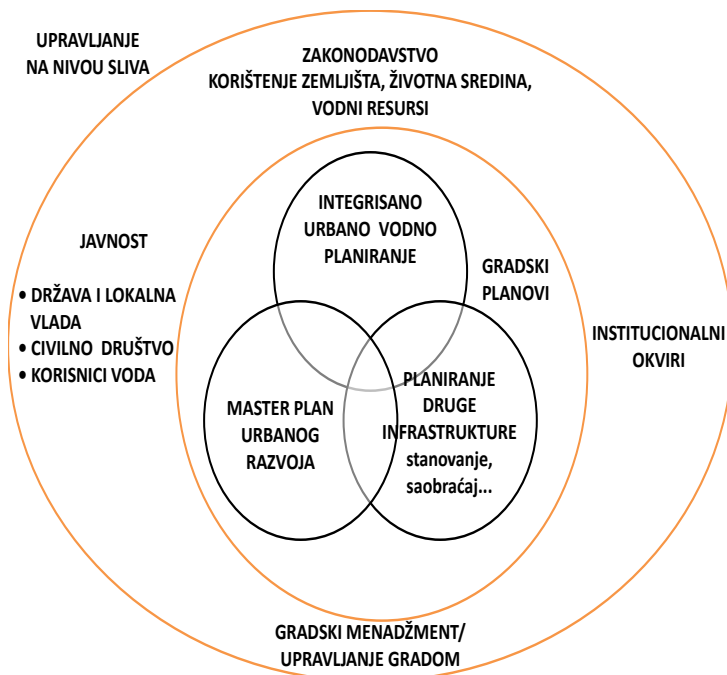 UPRAVLJANJE
NA NIVOU SLIVA
ZAKONODAVSTVO
KORIŠTENJE ZEMLJIŠTA, ŽIVOTNA SREDINA,
VODNI RESURSI
INTEGRISANO
URBANO VODNO
PLANIRANJE
JAVNOST
• DRŽAVA I LOKALNA
VLADA
• CIVILNO DRUŠTVO
• KORISNICI VODA
GRADSKI
PLANOVI
INSTITUCIONALNI
OKVIRI
MASTER PLAN
URBANOG
RAZVOJA
PLANIRANJE
DRUGE
INFRASTRUKTURE
stanovanje,
saobraćaj...
GRADSKI MENADŽMENT/
UPRAVLJANJE GRADOM